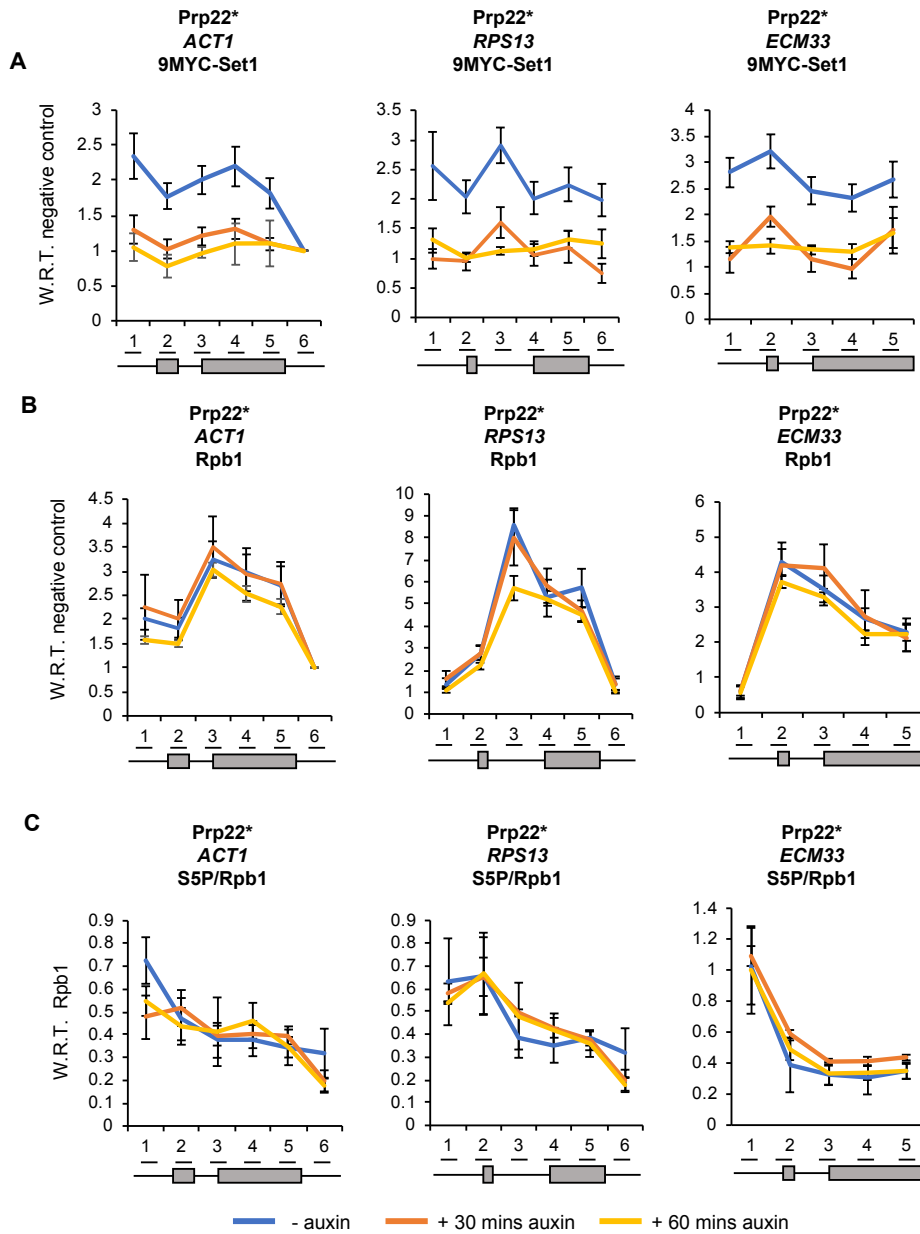 A
Prp22*
ACT1
9MYC-Set1
Prp22*
RPS13
9MYC-Set1
Prp22*
ECM33
9MYC-Set1
W.R.T. negative control
3
2.5
2
1.5
1
0.5
0
1 2 3 4 5 6
3.5
3
2.5
2
1.5
1
0.5
0
1 2 3 4 5 6
4
3.5
3
2.5
2
1.5
1
0.5
0
1 2 3 4 5
B
Prp22*
ACT1
Rpb1
Prp22*
RPS13
Rpb1
Prp22*
ECM33
Rpb1
W.R.T. negative control
4.5
4
3.5
3
2.5
2
1.5
1
0.5
0
1 2 3 4 5 6
10
9
8
7
6
5
4
3
2
1
0
1 2 3 4 5 6
6
5
4
3
2
1
0
1 2 3 4 5
C
Prp22*
ACT1
S5P/Rpb1
Prp22*
RPS13
S5P/Rpb1
Prp22*
ECM33
S5P/Rpb1
W.R.T. Rpb1
0.9
0.8
0.7
0.6
0.5
0.4
0.3
0.2
0.1
0
1 2 3 4 5 6
0.9
0.8
0.7
0.6
0.5
0.4
0.3
0.2
0.1
0
1 2 3 4 5 6
1.4
1.2
1
0.8
0.6
0.4
0.2
0
1 2 3 4 5
- auxin + 30 mins auxin + 60 mins auxin